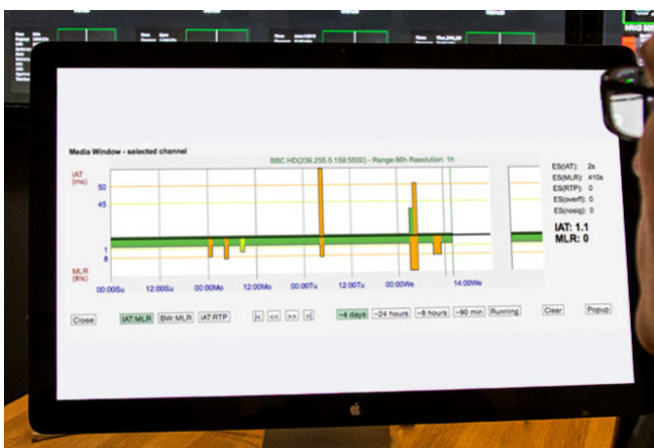 Media Window - selected channel
BBC HD(239.255.0.159:5500) - Range:86h Resolution: 1h
IAT
(ms)
50
45
1
8
MLR
(#/s)
00:00Su 12:00Su 00:00Mo 12:00Mo 00:00Tu 12:00Tu 00:00We 14:00We
ES(IAT): 2s
ES(MLR): 410s
ES(RTP): 0
ES(overfl): 0
ES(nosig): 0
IAT: 1.1
MLR: 0
Close IAT:MLR BW:MLR IAT:RTP |< << >> >| ~4 days ~24 hours ~8 hours ~90 min Running Clear Popup